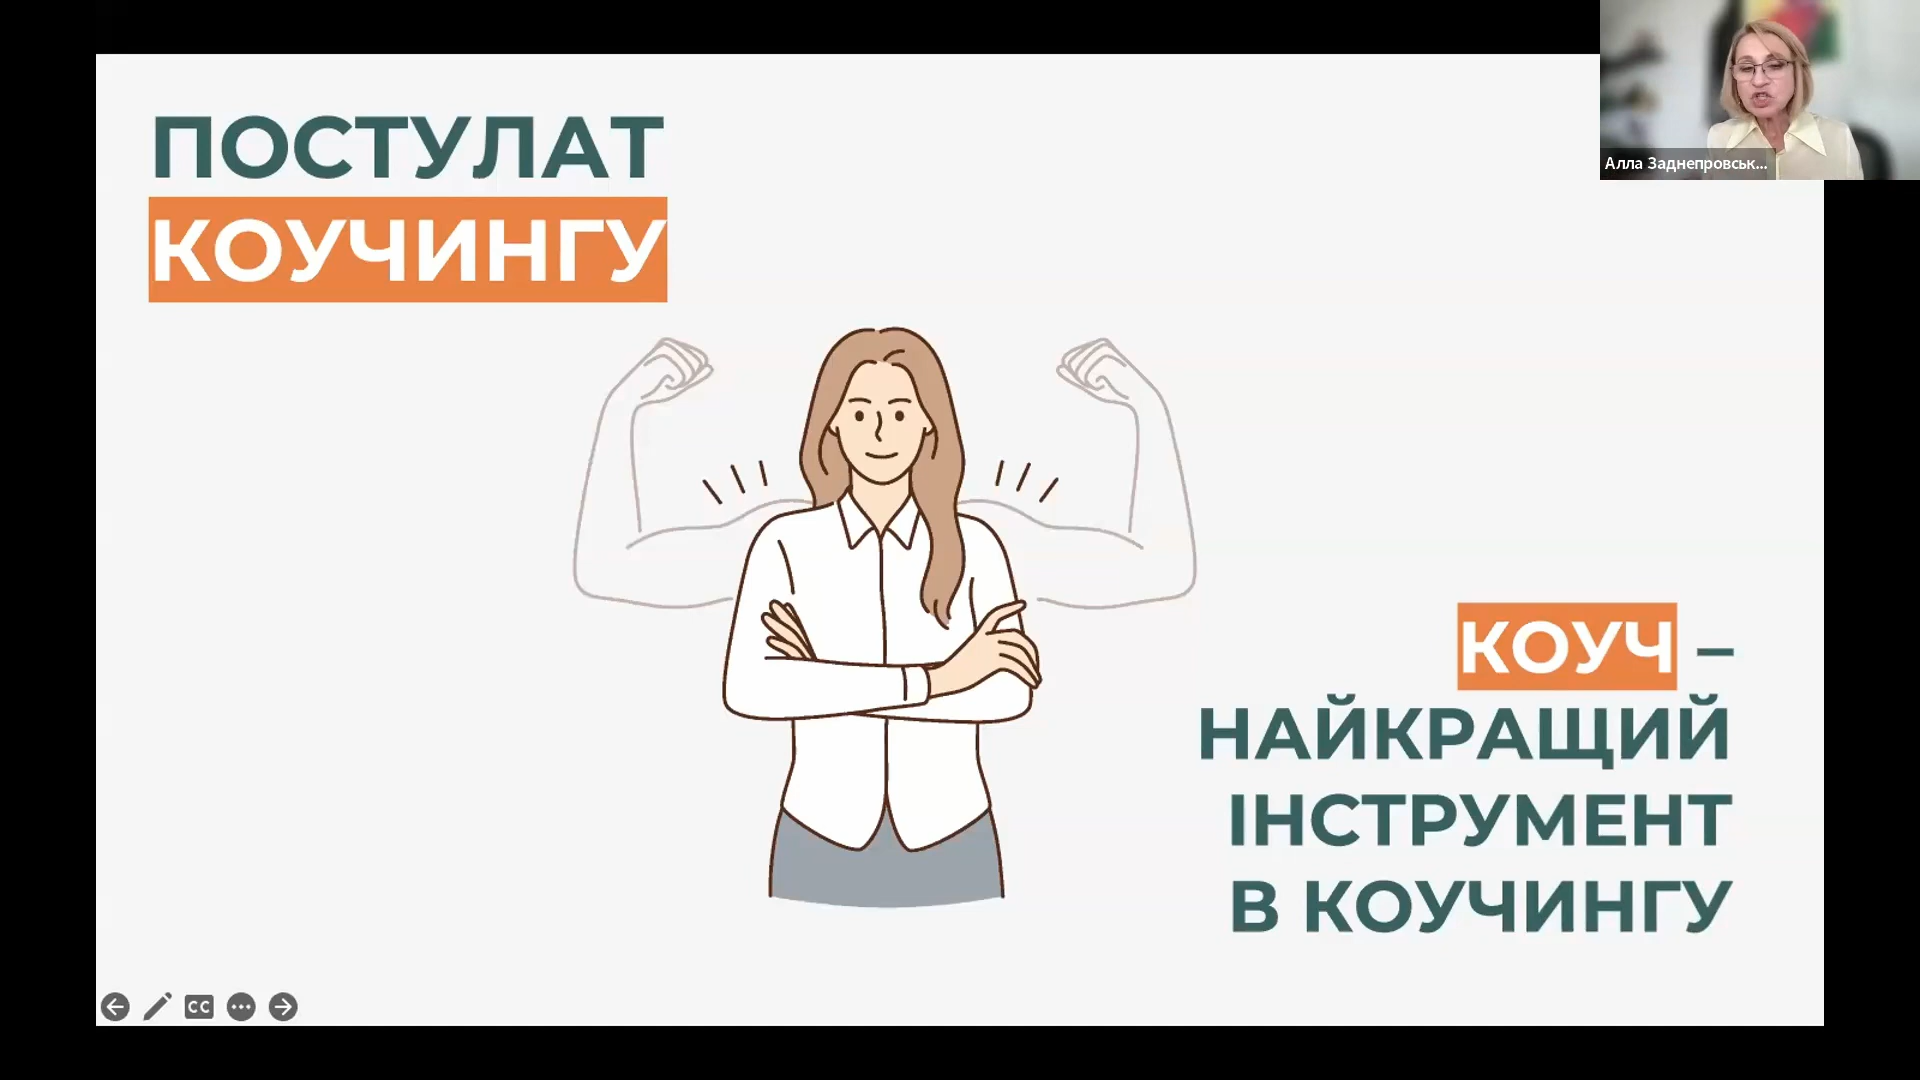 ПОСТУЛАТ
КОУЧИНГУ
Алла Заднепровськ...
КОУЧ –
НАЙКРАЩИЙ
ІНСТРУМЕНТ
В КОУЧИНГУ
CC